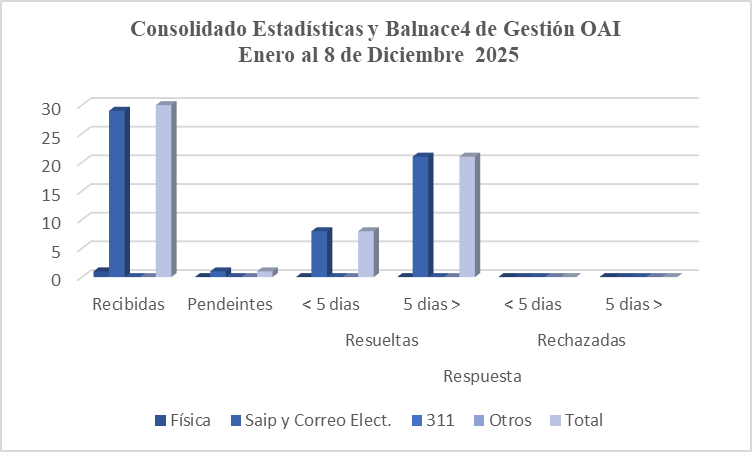 Consolidado Estadísticas y Balnace4 de Gestión OAI
Enero al 8 de Diciembre  2025
30
25
20
15
10
5
0
Recibidas
Pendeintes
< 5 dias
5 dias >
< 5 dias
5 dias >
Resueltas
Rechazadas
Respuesta
Física
Saip y Correo Elect.
311
Otros
Total